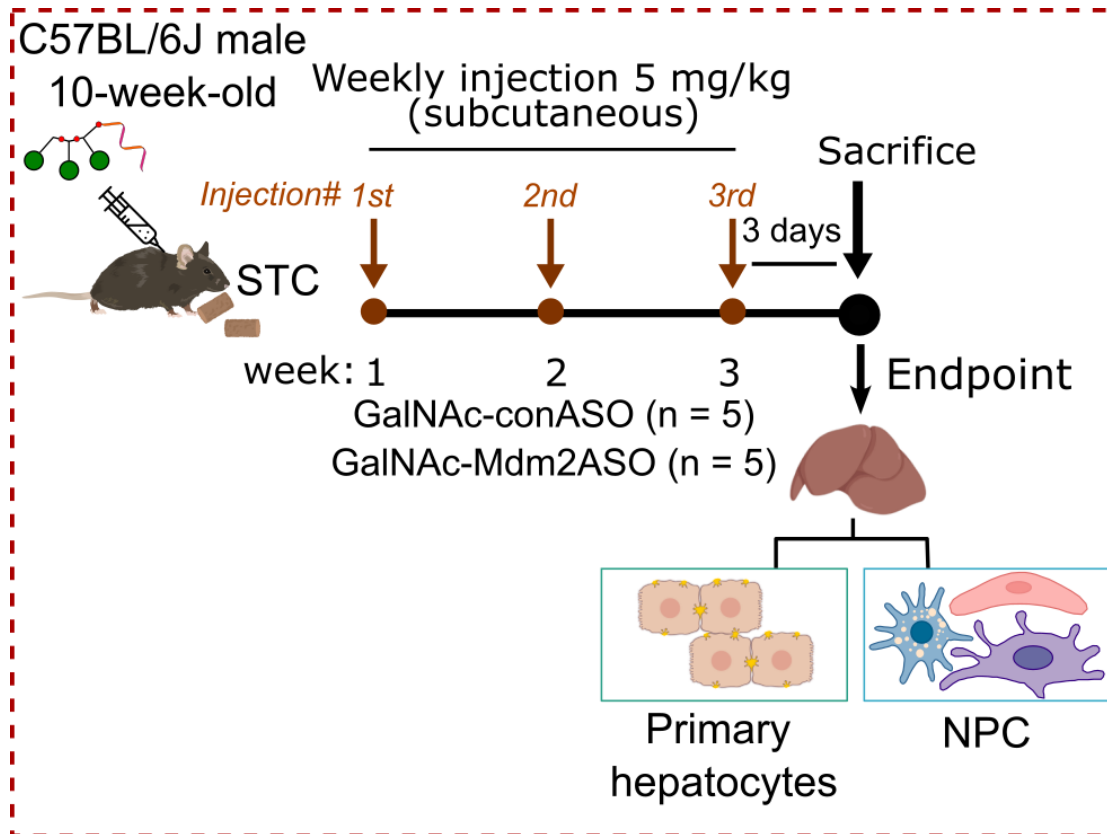 C57BL/6J male
10-week-old
Weekly injection 5 mg/kg
(subcutaneous)
Sacrifice
Injection# 1st 2nd 3rd
3 days
STC
week: 1 2 3
Endpoint
GalNAc-conASO (n = 5)
GalNAc-Mdm2ASO (n = 5)
Primary
hepatocytes
NPC